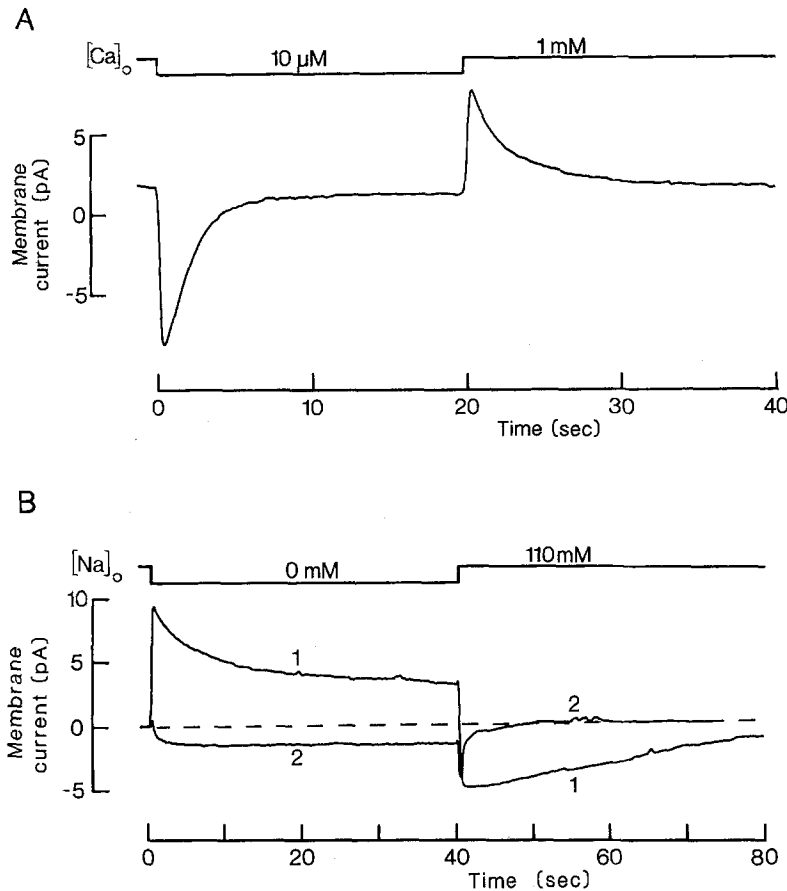 A
[Ca]o 10 µM 1 mM
5
0
-5
Membrane
current (pA)
0 10 20 30 40
Time (sec)
B
[Na]o 0 mM 110 mM
10
5
0
-5
Membrane
current (pA)
1
2
2
1
0 20 40 60 80
Time (sec)